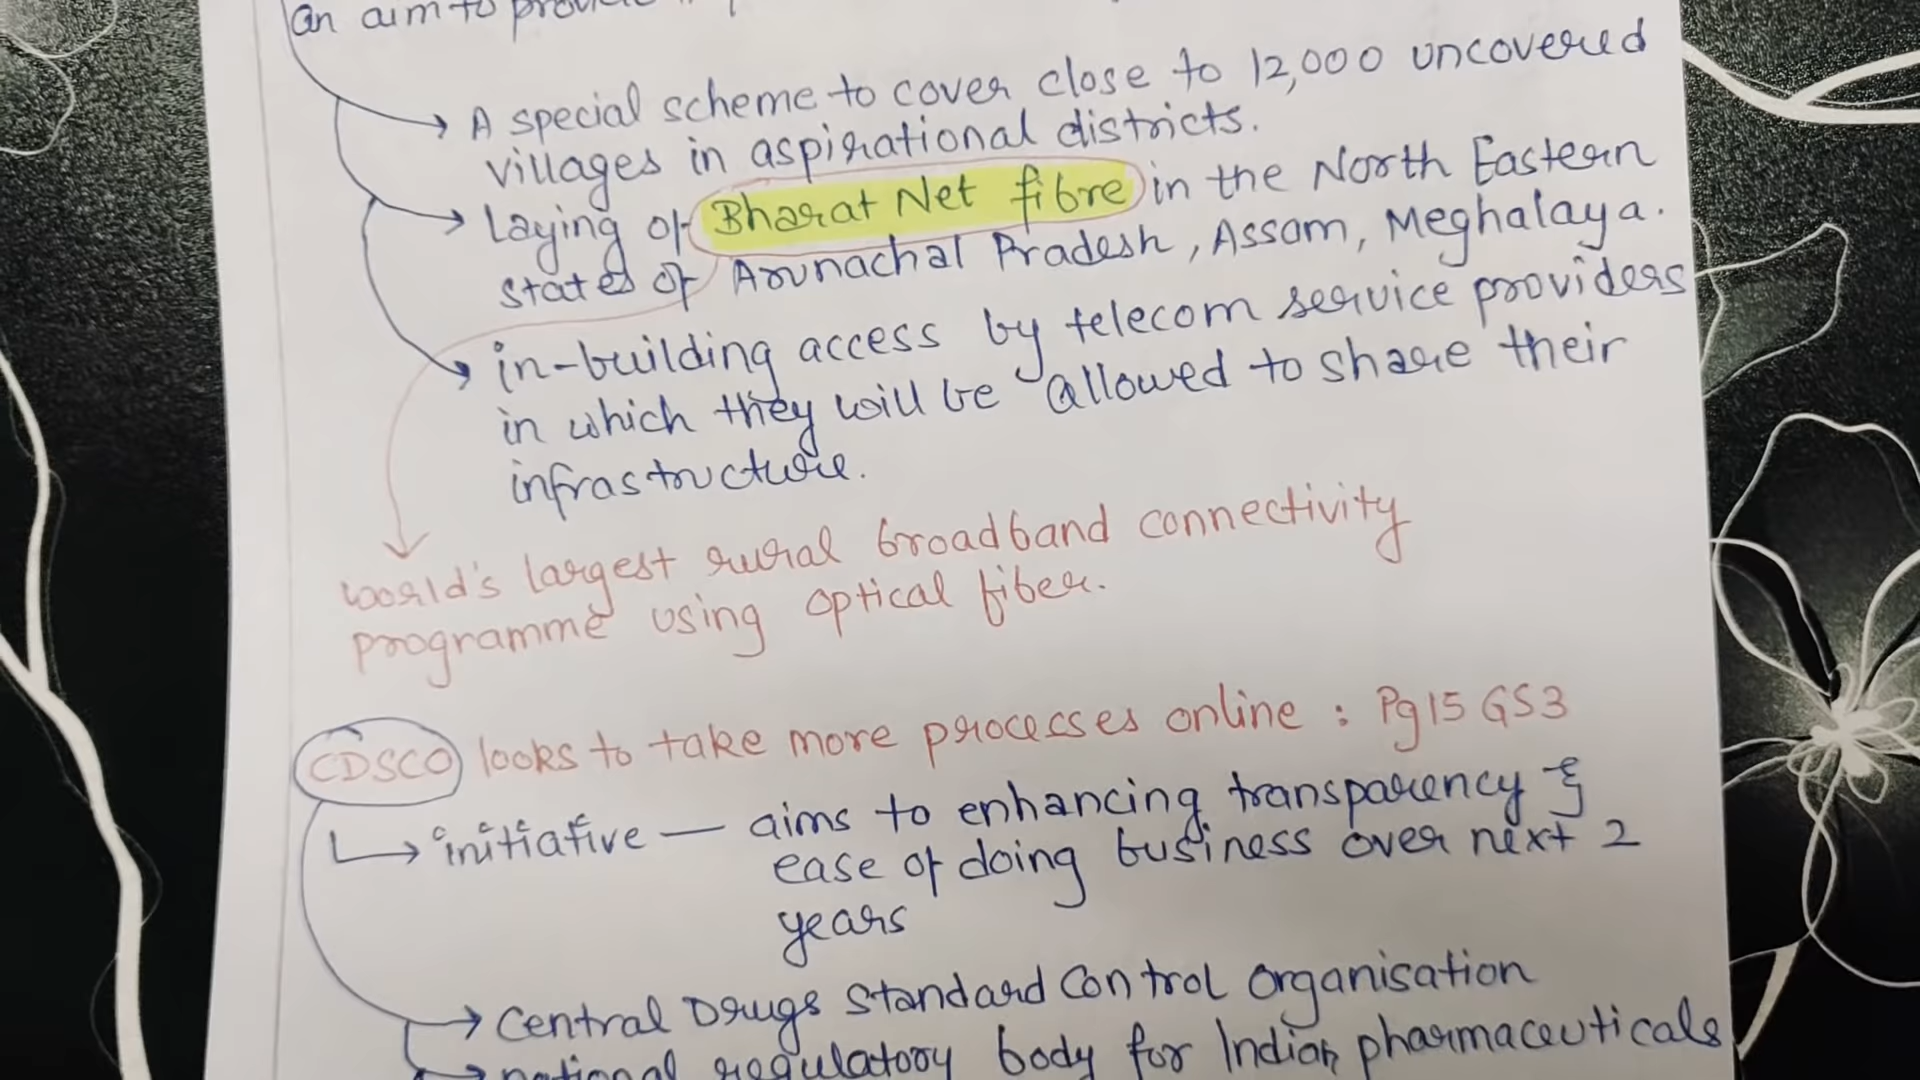 an aim to provide
→ A special scheme to cover close to 12,000 uncovered
villages in aspirational districts.
→ Laying of Bharat Net fibre in the North Eastern
states of Arunachal Pradesh, Assam, Meghalaya.
→ in-building access by telecom service providers
in which they will be allowed to share their
infrastructure.
world's largest rural broadband connectivity
programme using optical fiber.
CDSCO looks to take more processes online : Pg15 GS3
→ initiative — aims to enhancing transparency &
ease of doing business over next 2
years
→ Central Drugs Standard Control Organisation
→ national regulatory body for Indian pharmaceuticals